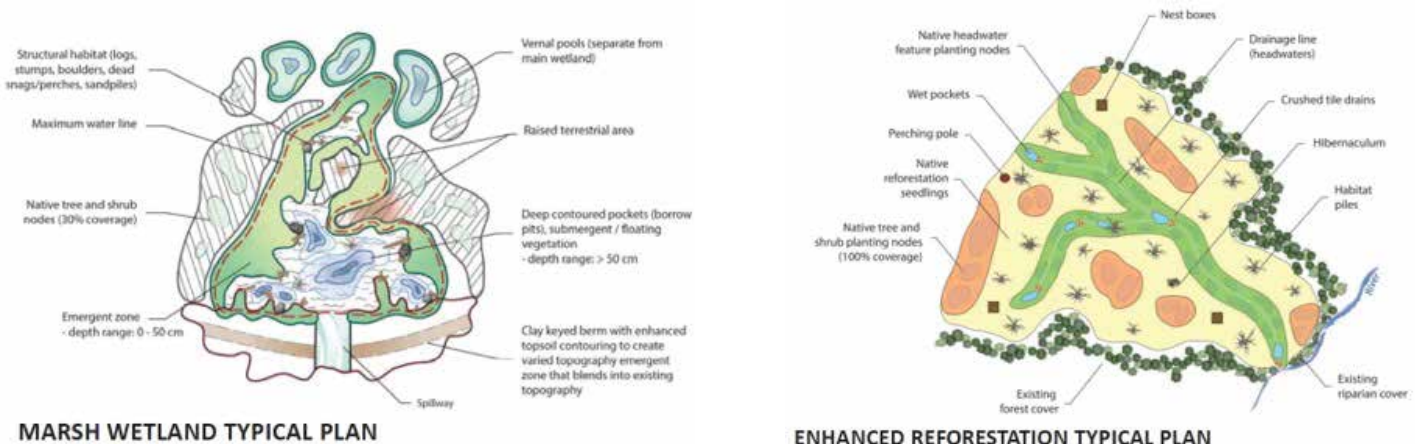 Structural habitat (logs,
stumps, boulders, dead
snags/perches, sandpiles)
Maximum water line
Native tree and shrub
nodes (30% coverage)
Emergent zone
- depth range: 0 - 50 cm
Vernal pools (separate from
main wetland)
Raised terrestrial area
Deep contoured pockets (borrow
pits), submergent / floating
vegetation
- depth range: > 50 cm
Clay keyed berm with enhanced
topsoil contouring to create
varied topography emergent
zone that blends into existing
topography
Spillway
MARSH WETLAND TYPICAL PLAN
Nest boxes
Native headwater
feature planting nodes
Drainage line
(headwaters)
Wet pockets
Crushed tile drains
Perching pole
Hibernaculum
Native
reforestation
seedlings
Habitat
piles
Native tree and
shrub planting nodes
(100% coverage)
River
Existing
riparian cover
Existing
forest cover
ENHANCED REFORESTATION TYPICAL PLAN